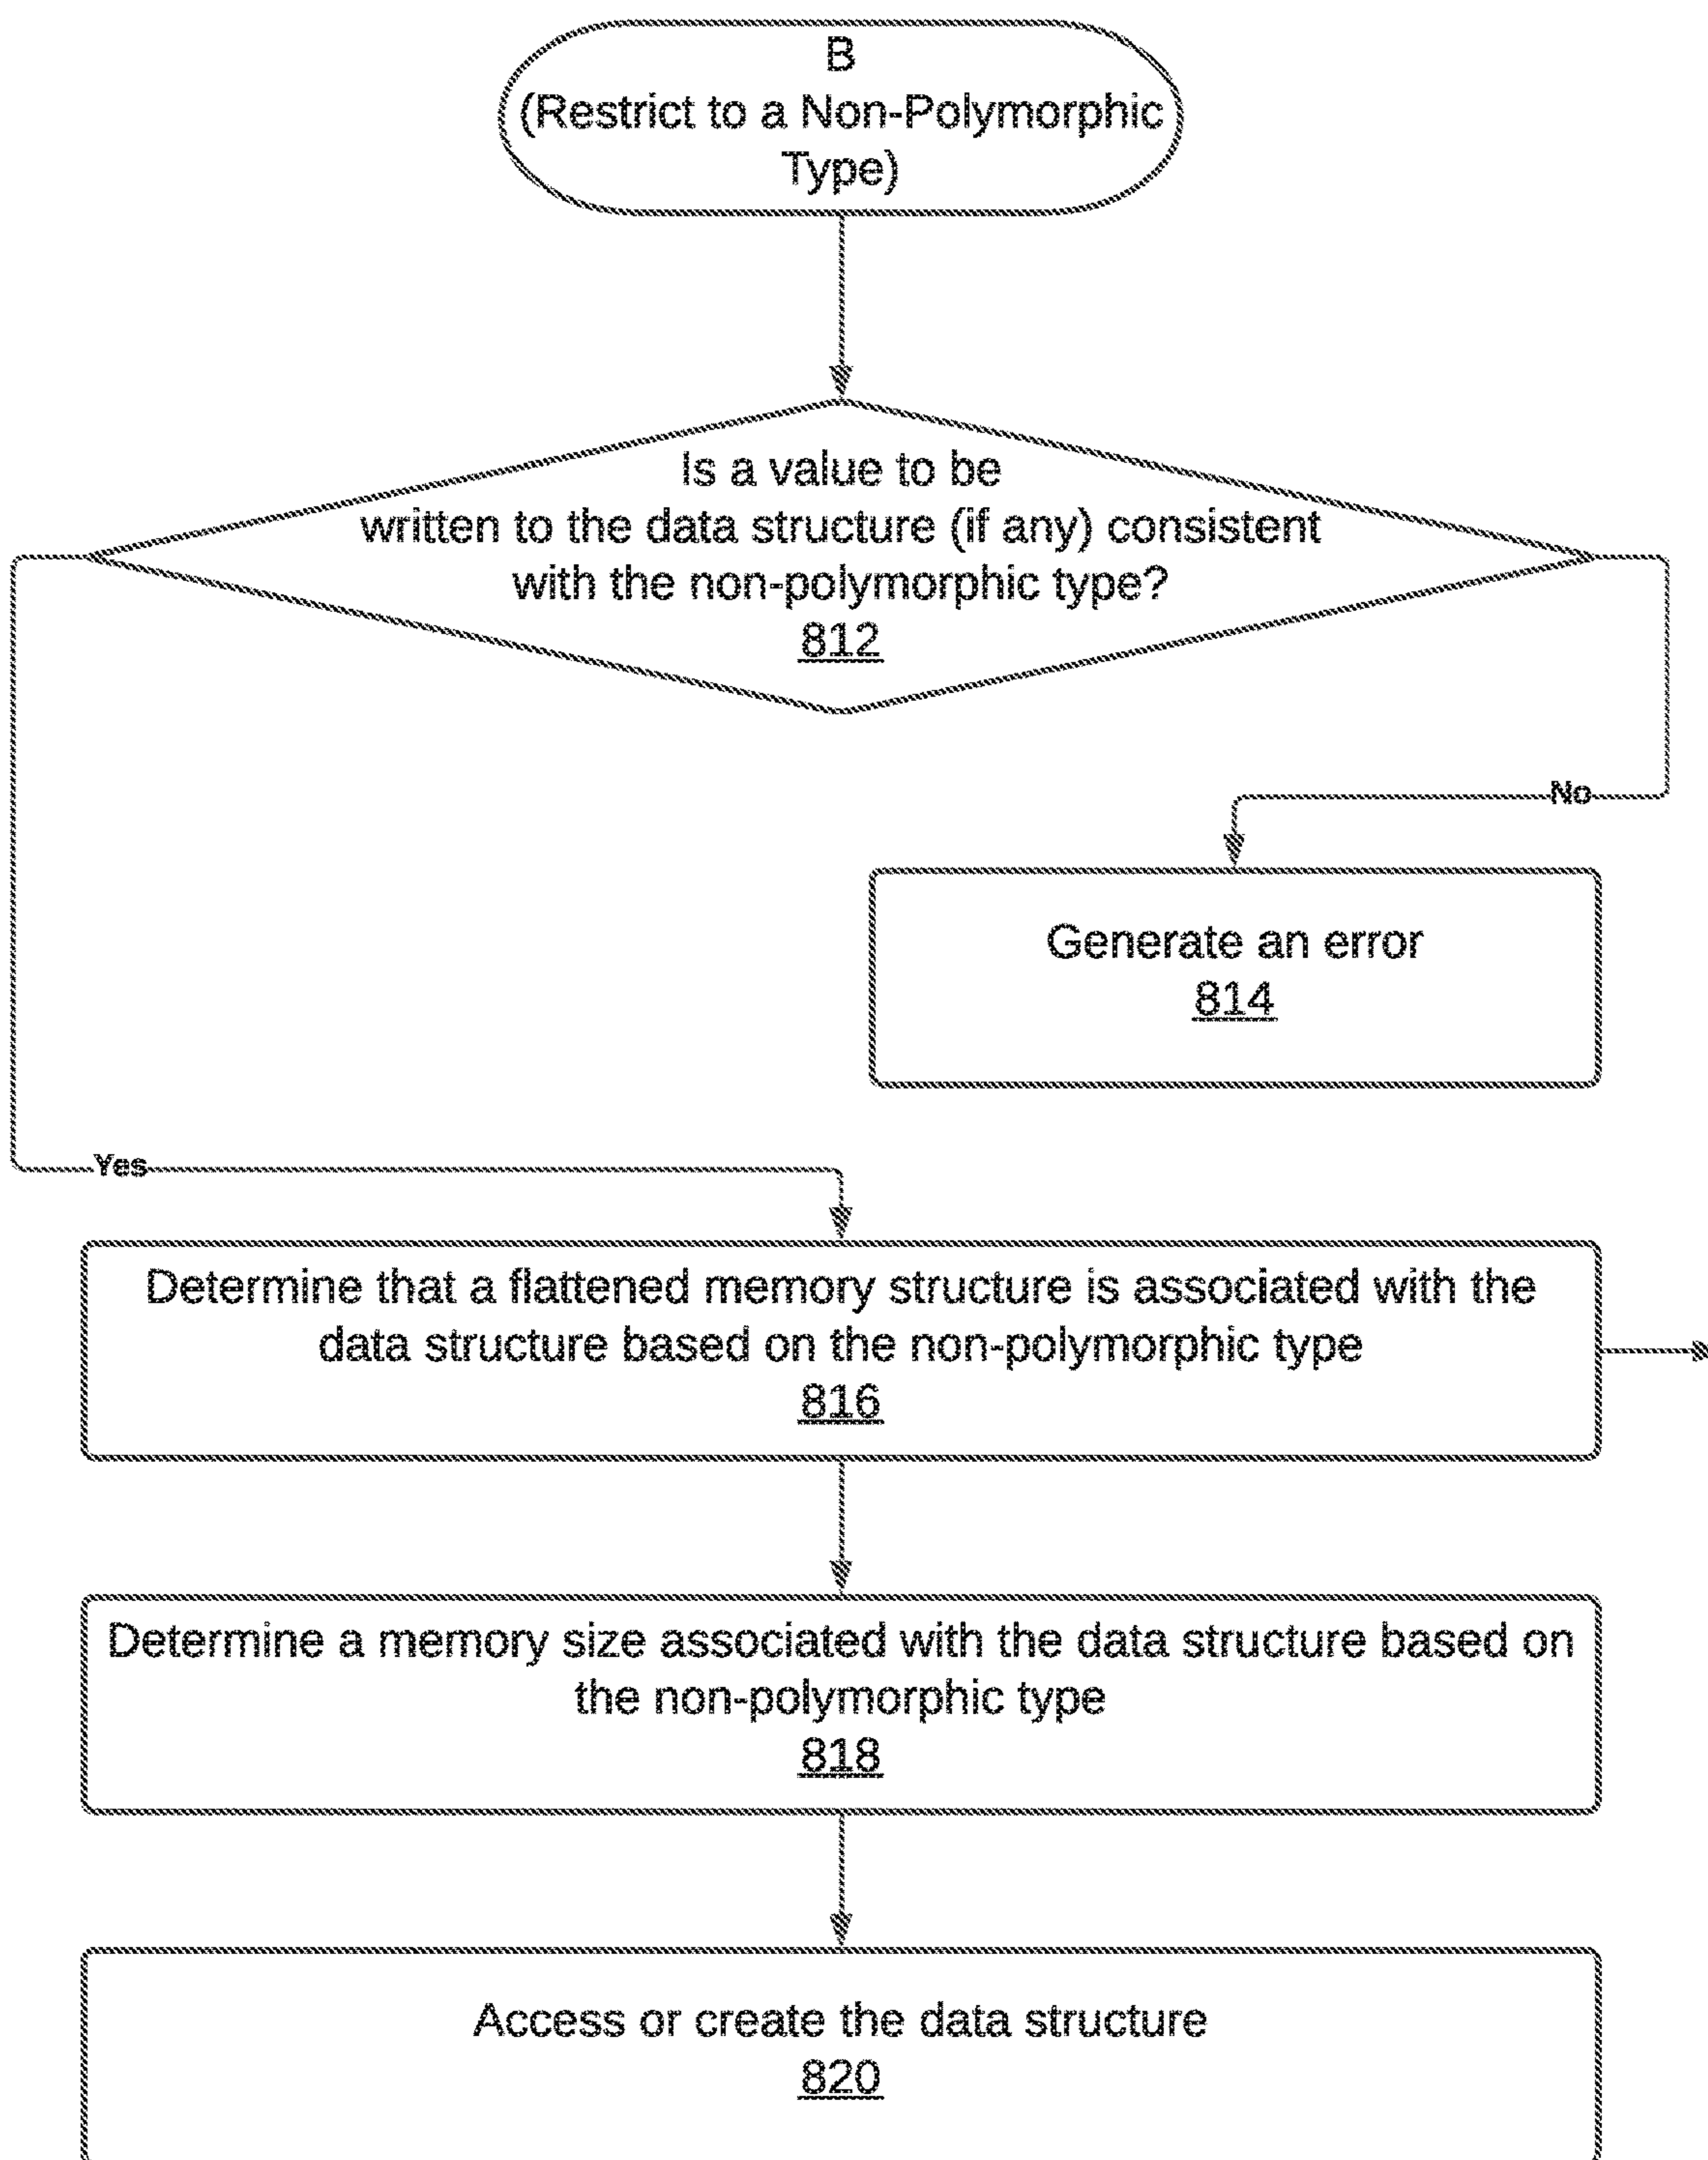 B
(Restrict to a Non-Polymorphic
Type)
Is a value to be
written to the data structure (if any) consistent
with the non-polymorphic type?
812
No
Generate an error
814
Yes
Determine that a flattened memory structure is associated with the
data structure based on the non-polymorphic type
816
Determine a memory size associated with the data structure based on
the non-polymorphic type
818
Access or create the data structure
820